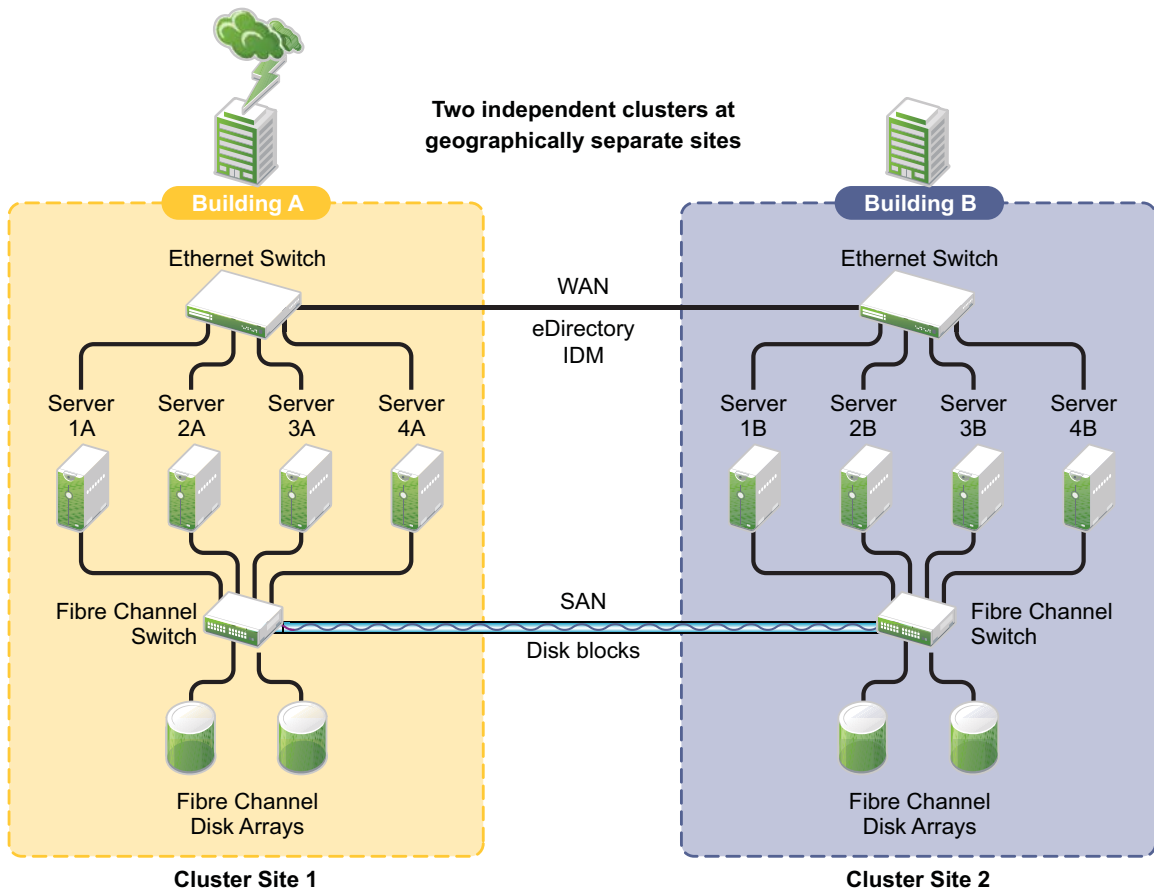 Two independent clusters at
geographically separate sites
Building A
Building B
Ethernet Switch
Ethernet Switch
WAN
eDirectory
IDM
Server
1A
Server
2A
Server
3A
Server
4A
Server
1B
Server
2B
Server
3B
Server
4B
Fibre Channel
Switch
SAN
Disk blocks
Fibre Channel
Switch
Fibre Channel
Disk Arrays
Fibre Channel
Disk Arrays
Cluster Site 1
Cluster Site 2